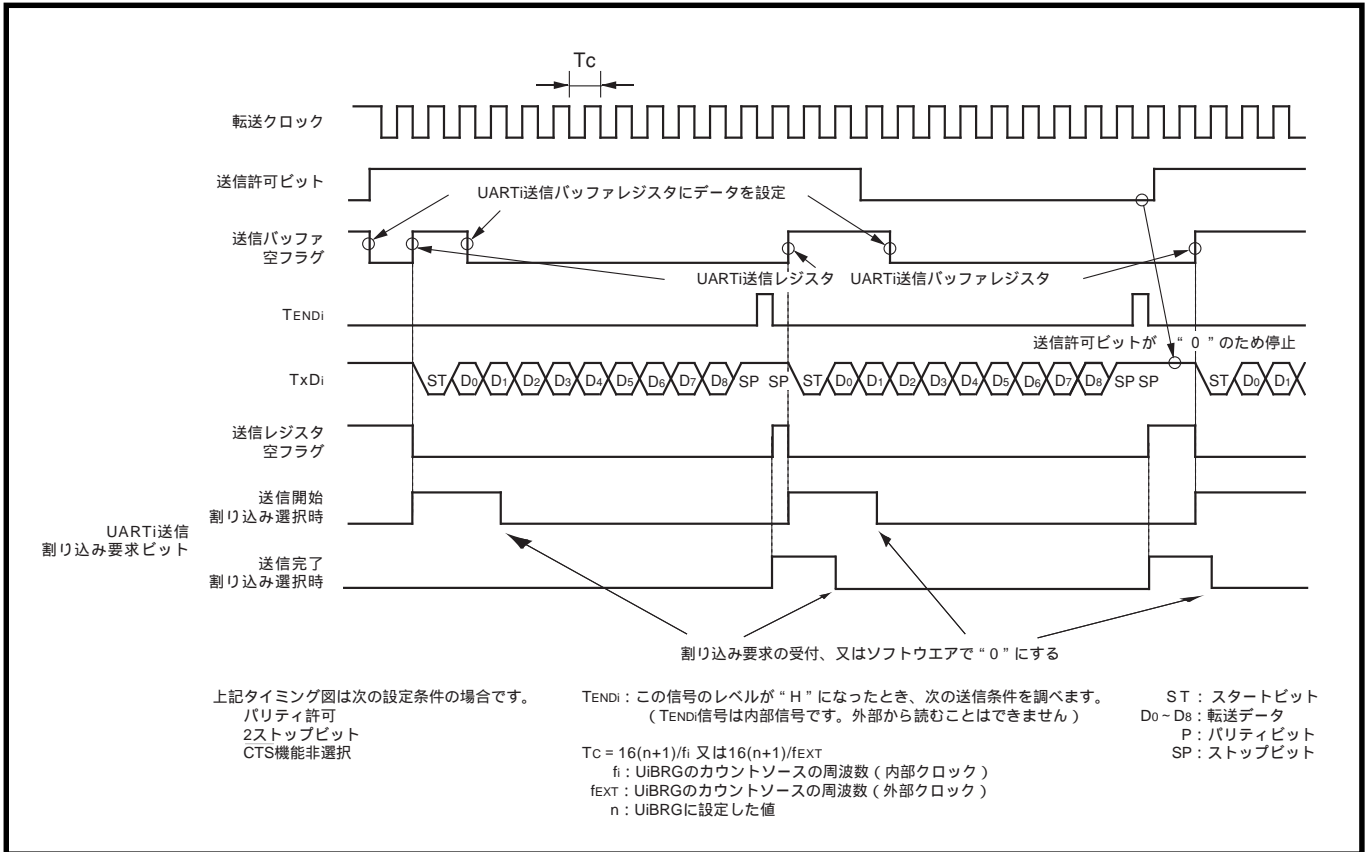 Tc
転送クロック
送信許可ビット
UARTi送信バッファレジスタにデータを設定
送信バッファ
空フラグ
UARTi送信レジスタ UARTi送信バッファレジスタ
TENDi
送信許可ビットが “0”のため停止
TxDi
ST D0 D1 D2 D3 D4 D5 D6 D7 D8 SP SP ST D0 D1 D2 D3 D4 D5 D6 D7 D8 SP SP ST D0 D1
送信レジスタ
空フラグ
送信開始
割り込み選択時
UARTi送信
割り込み要求ビット
送信完了
割り込み選択時
割り込み要求の受付、又はソフトウエアで“0”にする
上記タイミング図は次の設定条件の場合です。
パリティ許可
2ストップビット
CTS機能非選択
TENDi:この信号のレベルが“H”になったとき、次の送信条件を調べます。
(TENDi信号は内部信号です。外部から読むことはできません)
TC = 16(n+1)/fi 又は16(n+1)/fEXT
fi : UiBRGのカウントソースの周波数(内部クロック)
fEXT : UiBRGのカウントソースの周波数(外部クロック)
n : UiBRGに設定した値
ST : スタートビット
D0~D8 : 転送データ
P : パリティビット
SP : ストップビット